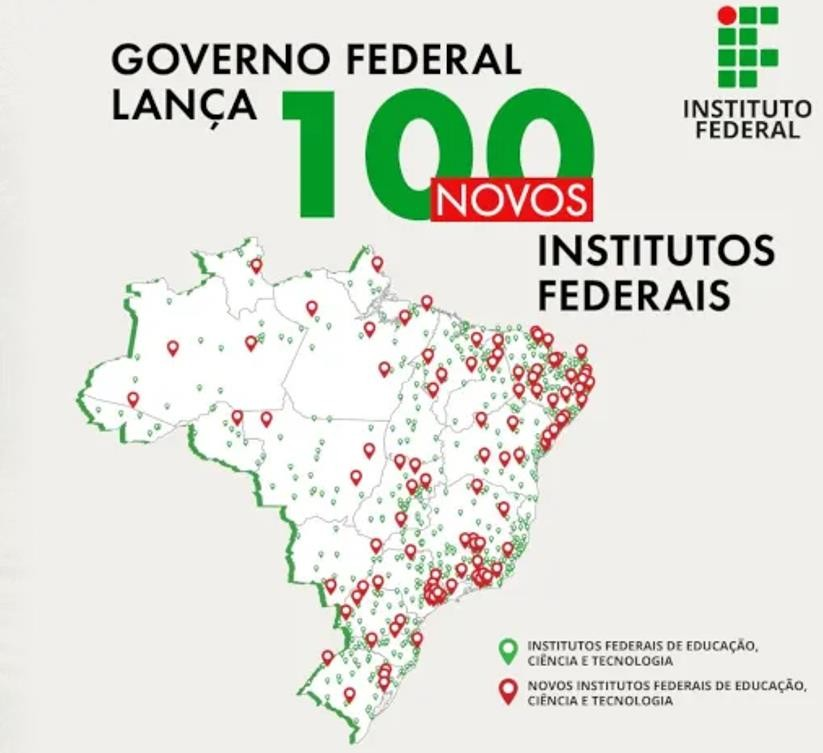 GOVERNO FEDERAL
LANÇA
100
NOVOS
INSTITUTOS
FEDERAIS
INSTITUTO
FEDERAL
INSTITUTOS FEDERAIS DE EDUCAÇÃO,
CIÊNCIA E TECNOLOGIA
NOVOS INSTITUTOS FEDERAIS DE EDUCAÇÃO,
CIÊNCIA E TECNOLOGIA